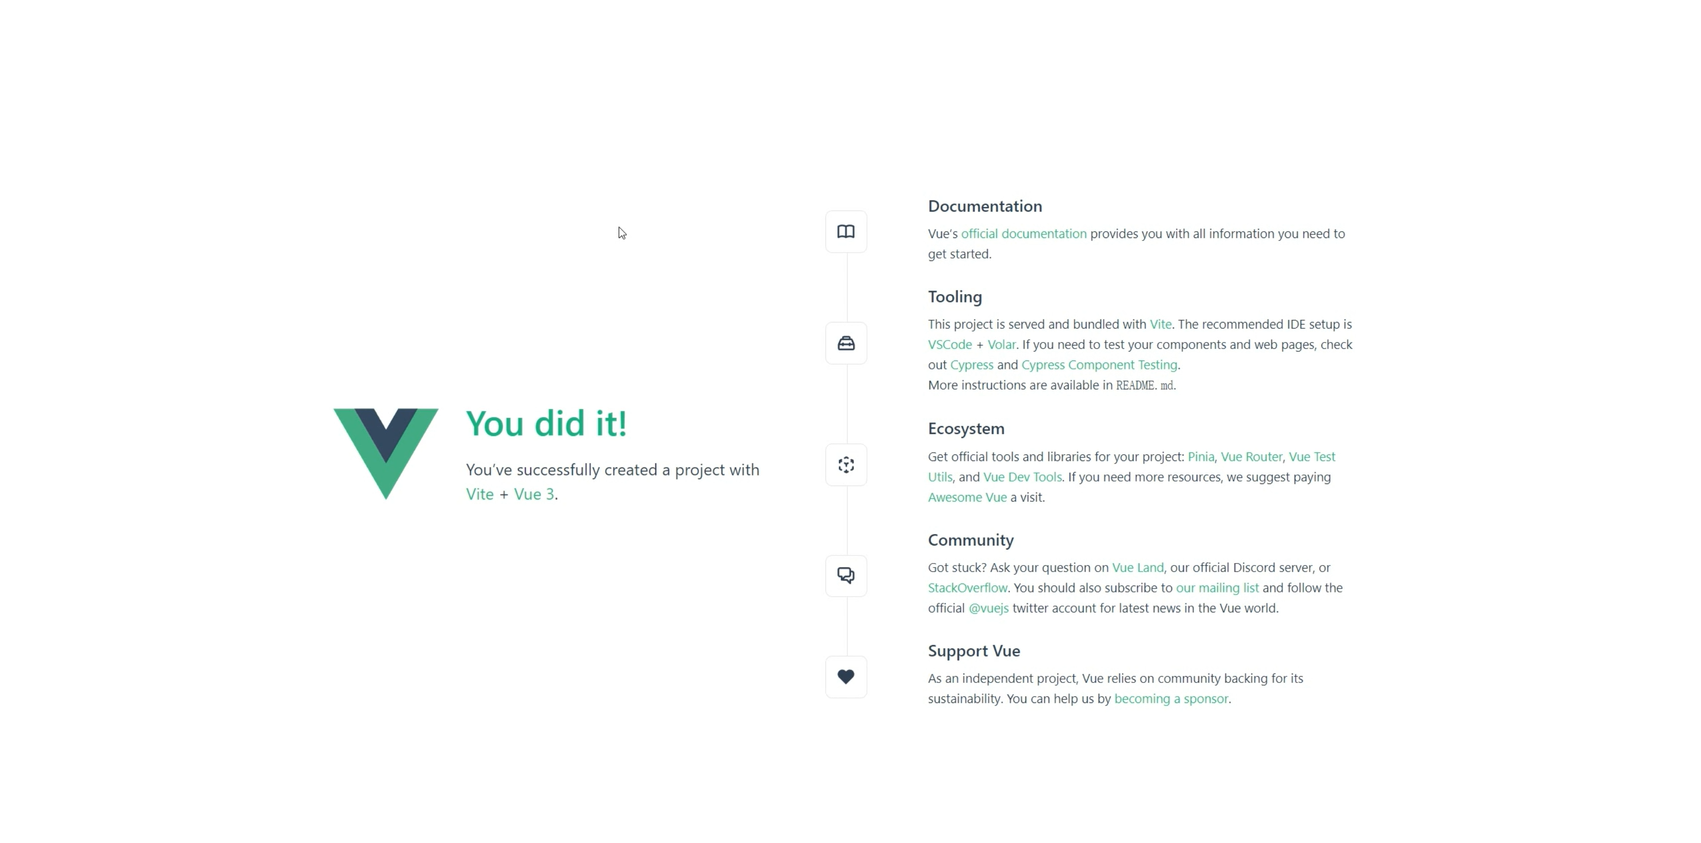 You did it!
You've successfully created a project with
Vite + Vue 3.
Documentation
Vue's official documentation provides you with all information you need to
get started.
Tooling
This project is served and bundled with Vite. The recommended IDE setup is
VSCode + Volar. If you need to test your components and web pages, check
out Cypress and Cypress Component Testing.
More instructions are available in README.md.
Ecosystem
Get official tools and libraries for your project: Pinia, Vue Router, Vue Test
Utils, and Vue Dev Tools. If you need more resources, we suggest paying
Awesome Vue a visit.
Community
Got stuck? Ask your question on Vue Land, our official Discord server, or
StackOverflow. You should also subscribe to our mailing list and follow the
official @vuejs twitter account for latest news in the Vue world.
Support Vue
As an independent project, Vue relies on community backing for its
sustainability. You can help us by becoming a sponsor.